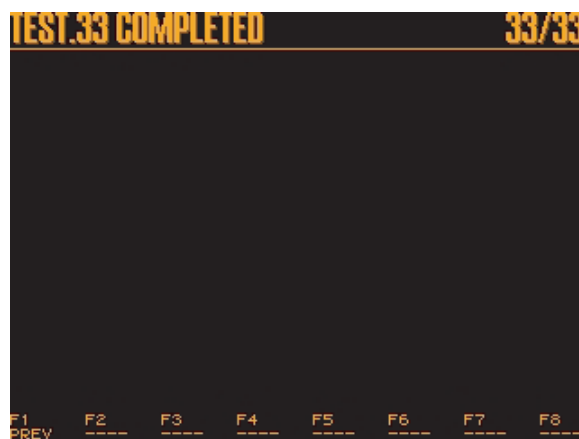 TEST.33 COMPLETED 33/33
F1 F2 F3 F4 F5 F6 F7 F8
PREV ---- ---- ---- ---- ---- ---- ----